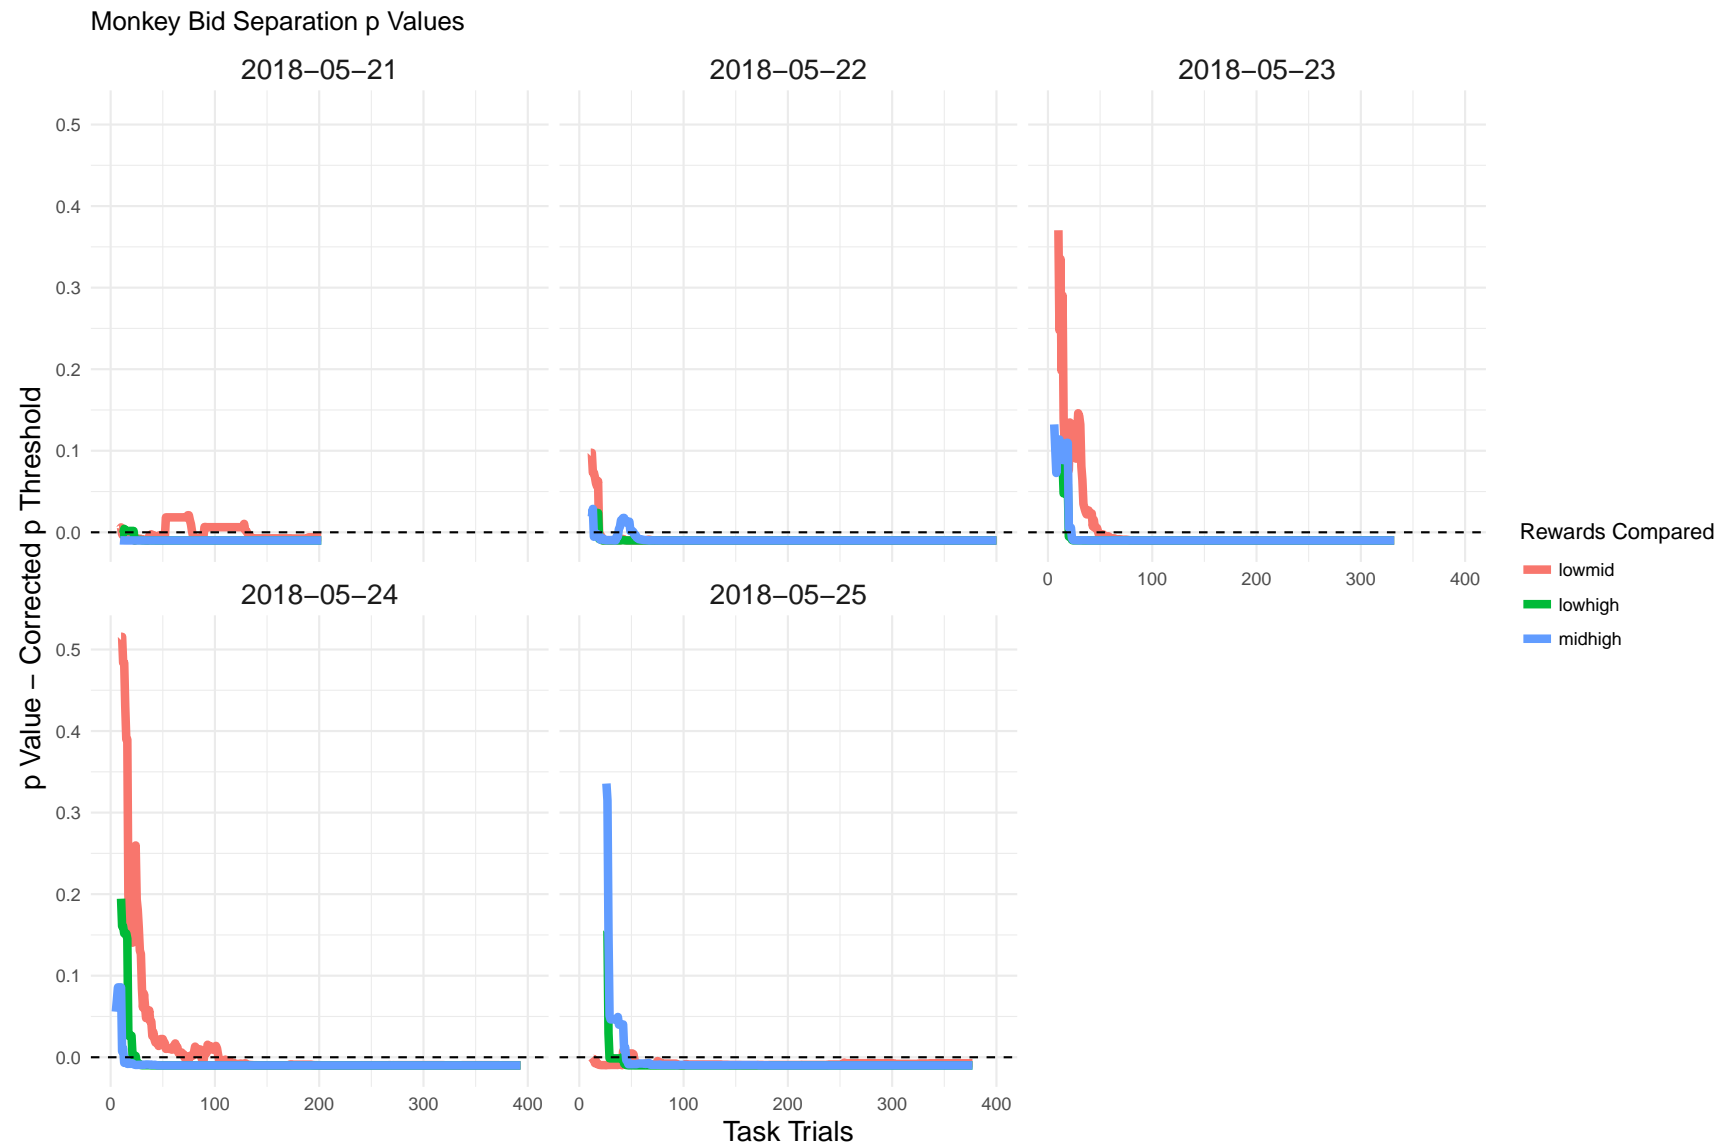 Monkey Bid Separation p Values
2018−05−21
2018−05−22
2018−05−23
0.5
0.4
0.3
0.2
0.1
0.0
0 100 200 300 400
2018−05−24
2018−05−25
0.5
0.4
0.3
0.2
0.1
0.0
0 100 200 300 400
0 100 200 300 400
p Value − Corrected p Threshold
Task Trials
Rewards Compared
lowmid
lowhigh
midhigh